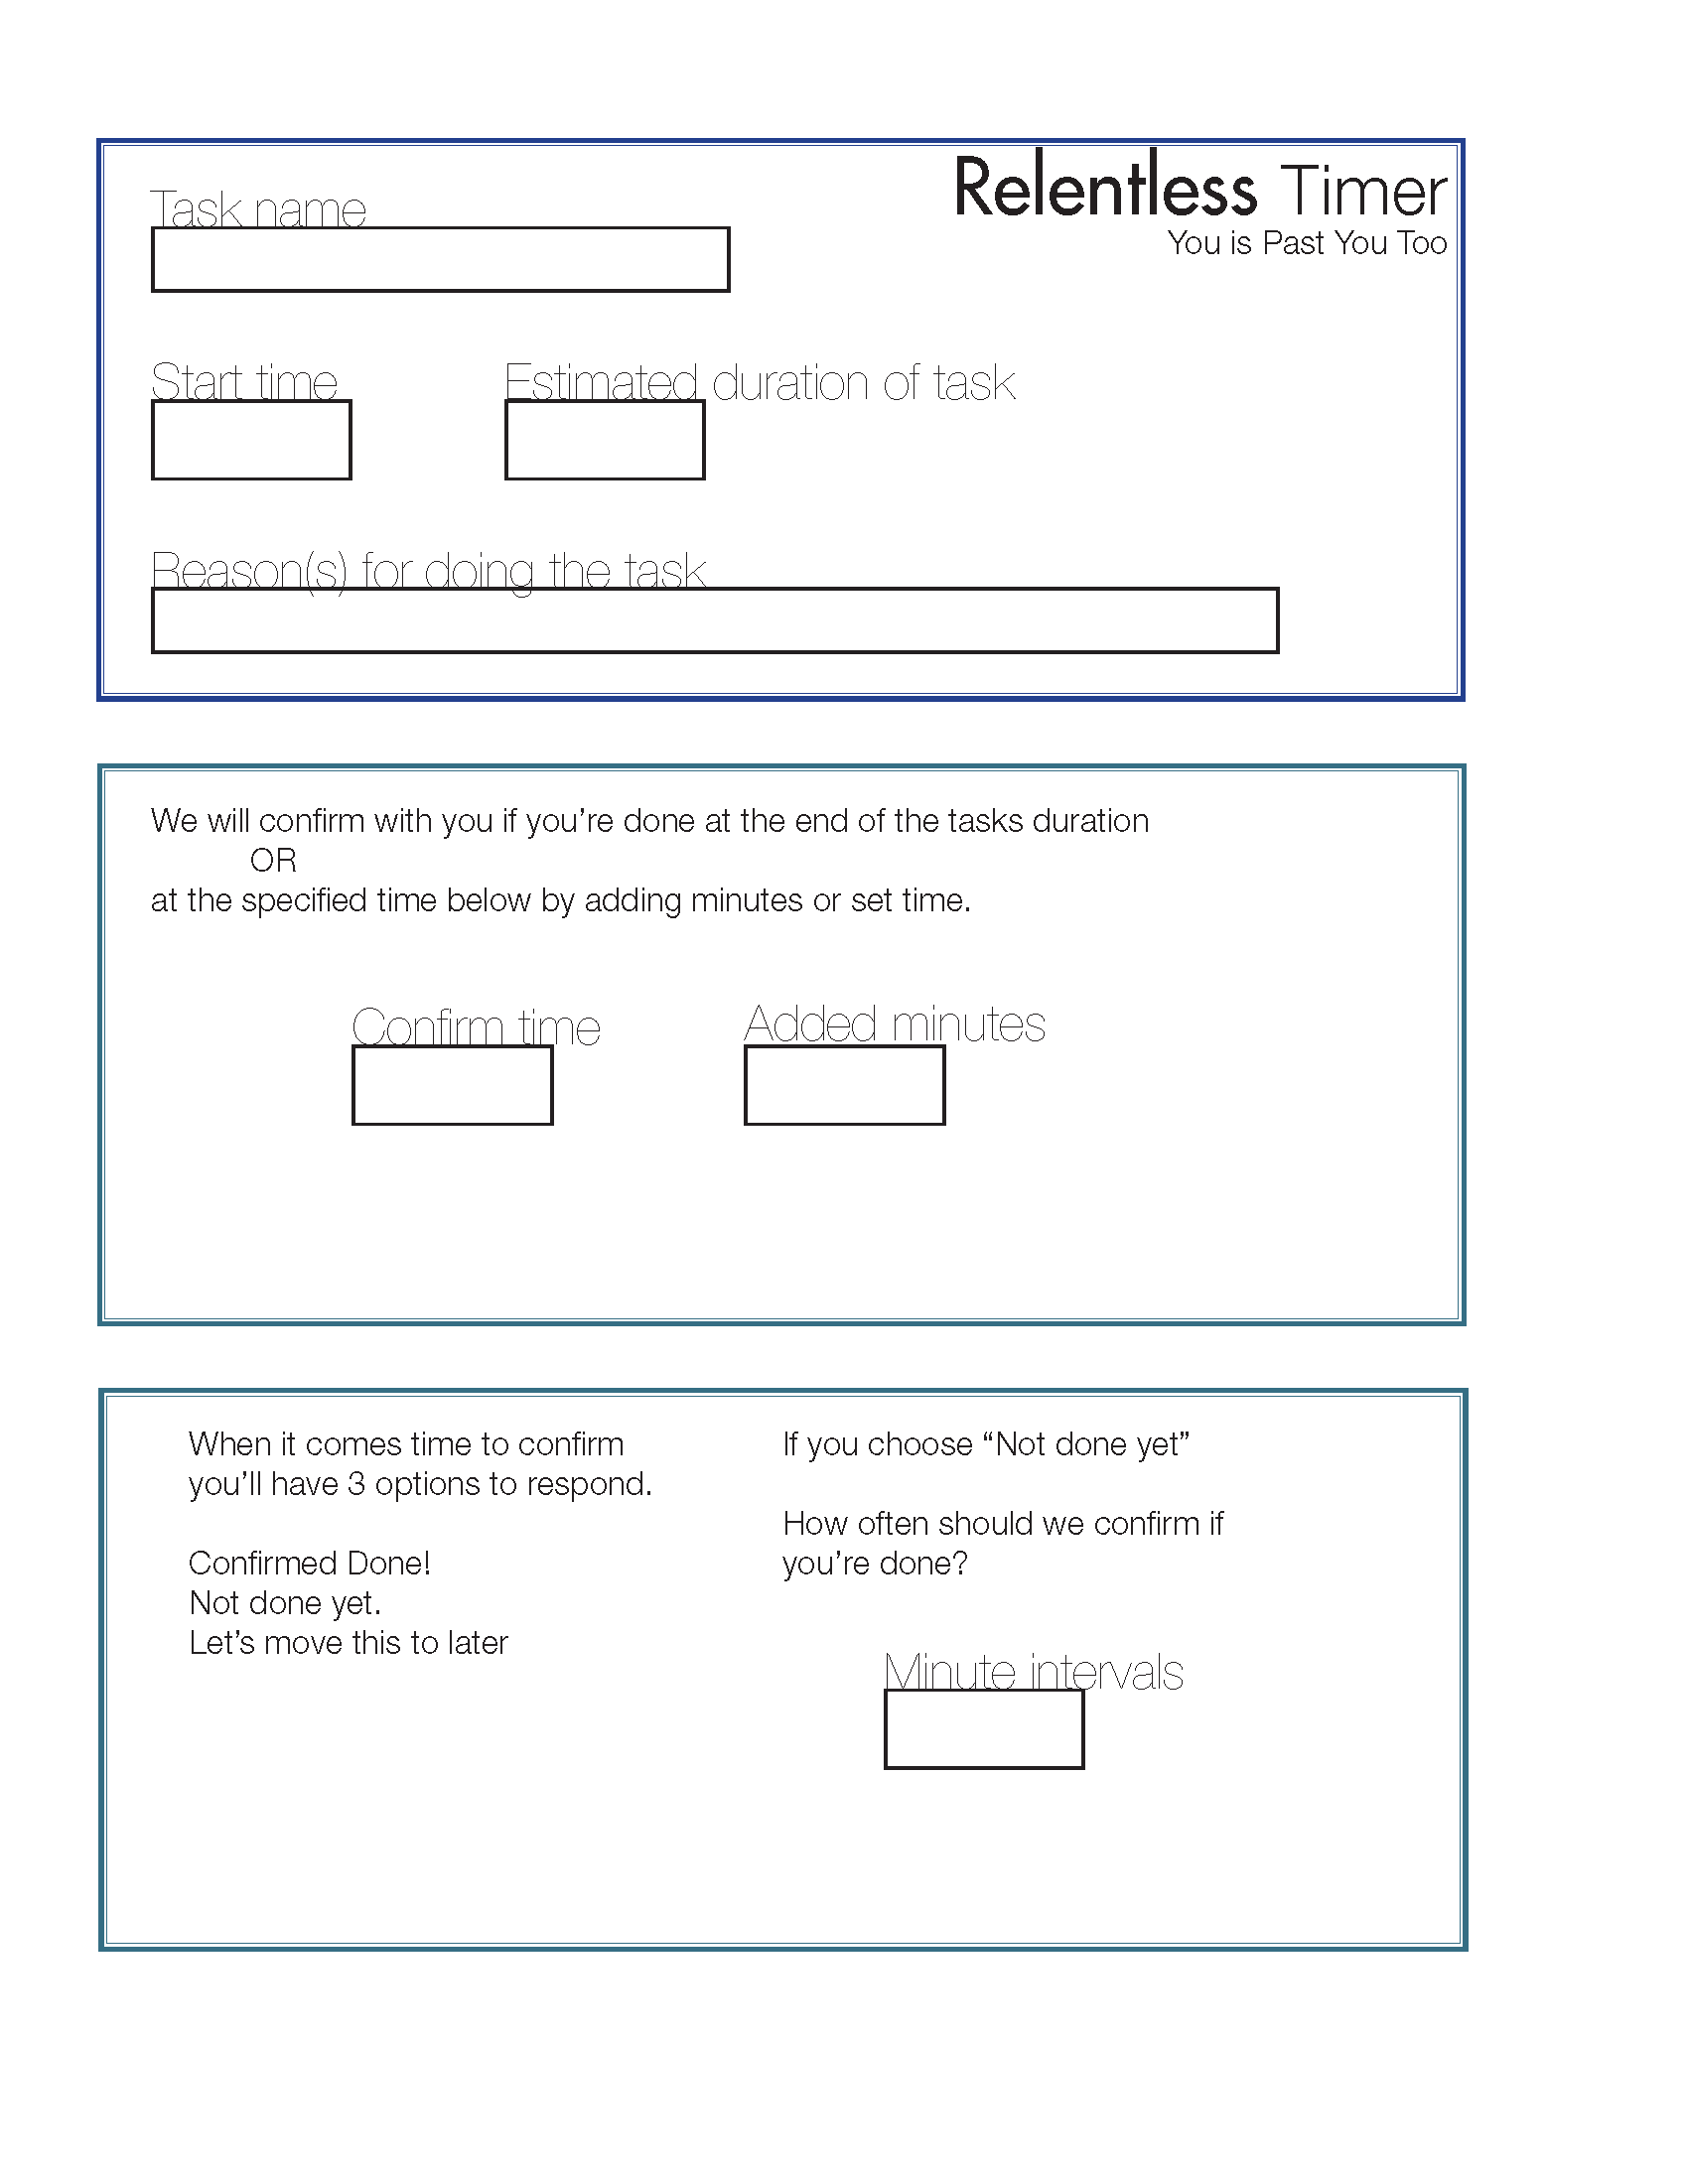 Relentless Timer
You is Past You Too
Task name
Start time
Estimated duration of task
Reason(s) for doing the task
We will confirm with you if you’re done at the end of the tasks duration
OR
at the specified time below by adding minutes or set time.
Confirm time
Added minutes
When it comes time to confirm
you’ll have 3 options to respond.
Confirmed Done!
Not done yet.
Let’s move this to later
If you choose “Not done yet”
How often should we confirm if
you’re done?
Minute intervals